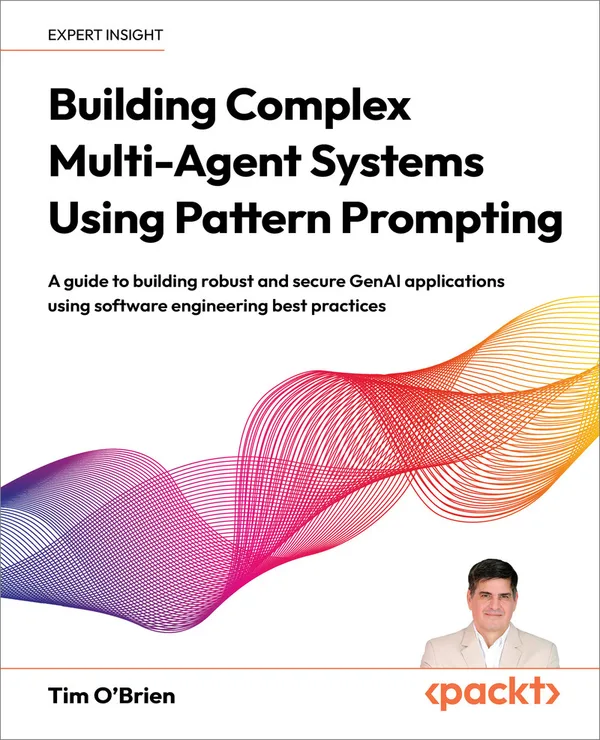 EXPERT INSIGHT
Building Complex
Multi-Agent Systems
Using Pattern Prompting
A guide to building robust and secure GenAI applications
using software engineering best practices
Tim O’Brien
<packt>